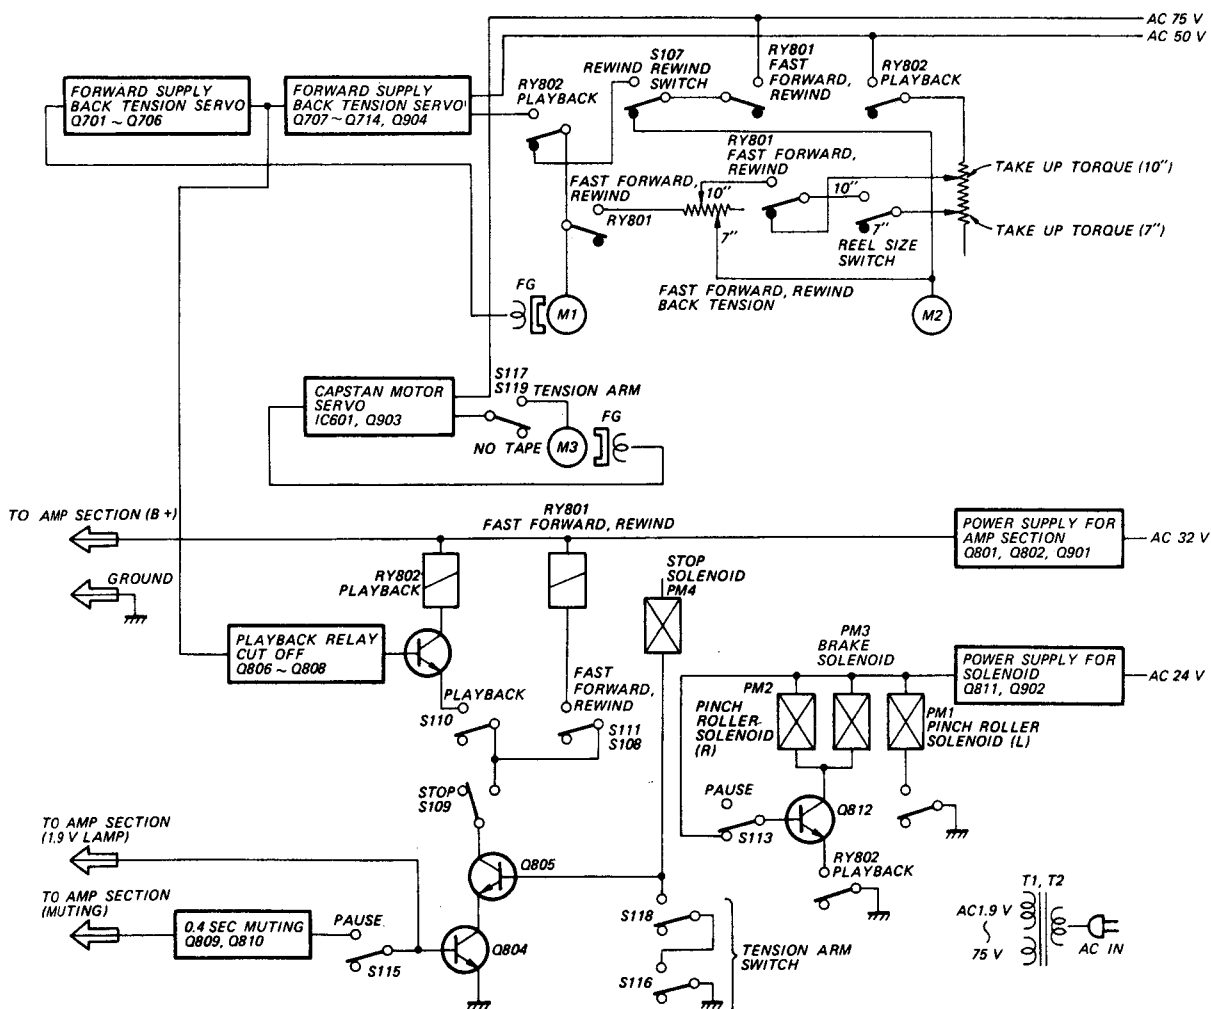 AC 75 V
AC 50 V
S107
REWIND
REWIND
SWITCH
RY801
FAST
FORWARD,
REWIND
RY802
PLAYBACK
RY802
PLAYBACK
FORWARD SUPPLY
BACK TENSION SERVO
Q701 ~ Q706
FORWARD SUPPLY
BACK TENSION SERVO
Q707 ~ Q714, Q904
RY801
FAST FORWARD,
REWIND
TAKE UP TORQUE (10")
FAST FORWARD,
REWIND
RY801
10"
7"
10"
7"
REEL SIZE
SWITCH
TAKE UP TORQUE (7")
FAST FORWARD, REWIND
BACK TENSION
FG
M1
M2
CAPSTAN MOTOR
SERVO
IC601, Q903
S117
S119
TENSION ARM
FG
NO TAPE
M3
TO AMP SECTION (B +)
RY801
FAST FORWARD, REWIND
POWER SUPPLY FOR
AMP SECTION
Q801, Q802, Q901
AC 32 V
GROUND
RY802
PLAYBACK
STOP
SOLENOID
PM4
PLAYBACK RELAY
CUT OFF
Q806 ~ Q808
PM3
BRAKE
SOLENOID
POWER SUPPLY FOR
SOLENOID
Q811, Q902
AC 24 V
PLAYBACK
S110
FAST
FORWARD,
REWIND
S111
S108
PM2
PINCH
ROLLER
SOLENOID
(R)
PM1
PINCH ROLLER
SOLENOID (L)
STOP
S109
PAUSE
S113
Q812
TO AMP SECTION
(1.9 V LAMP)
Q805
RY802
PLAYBACK
TO AMP SECTION
(MUTING)
0.4 SEC MUTING
Q809, Q810
PAUSE
S115
Q804
S118
S116
TENSION ARM
SWITCH
T1, T2
AC1.9 V
~
75 V
AC IN